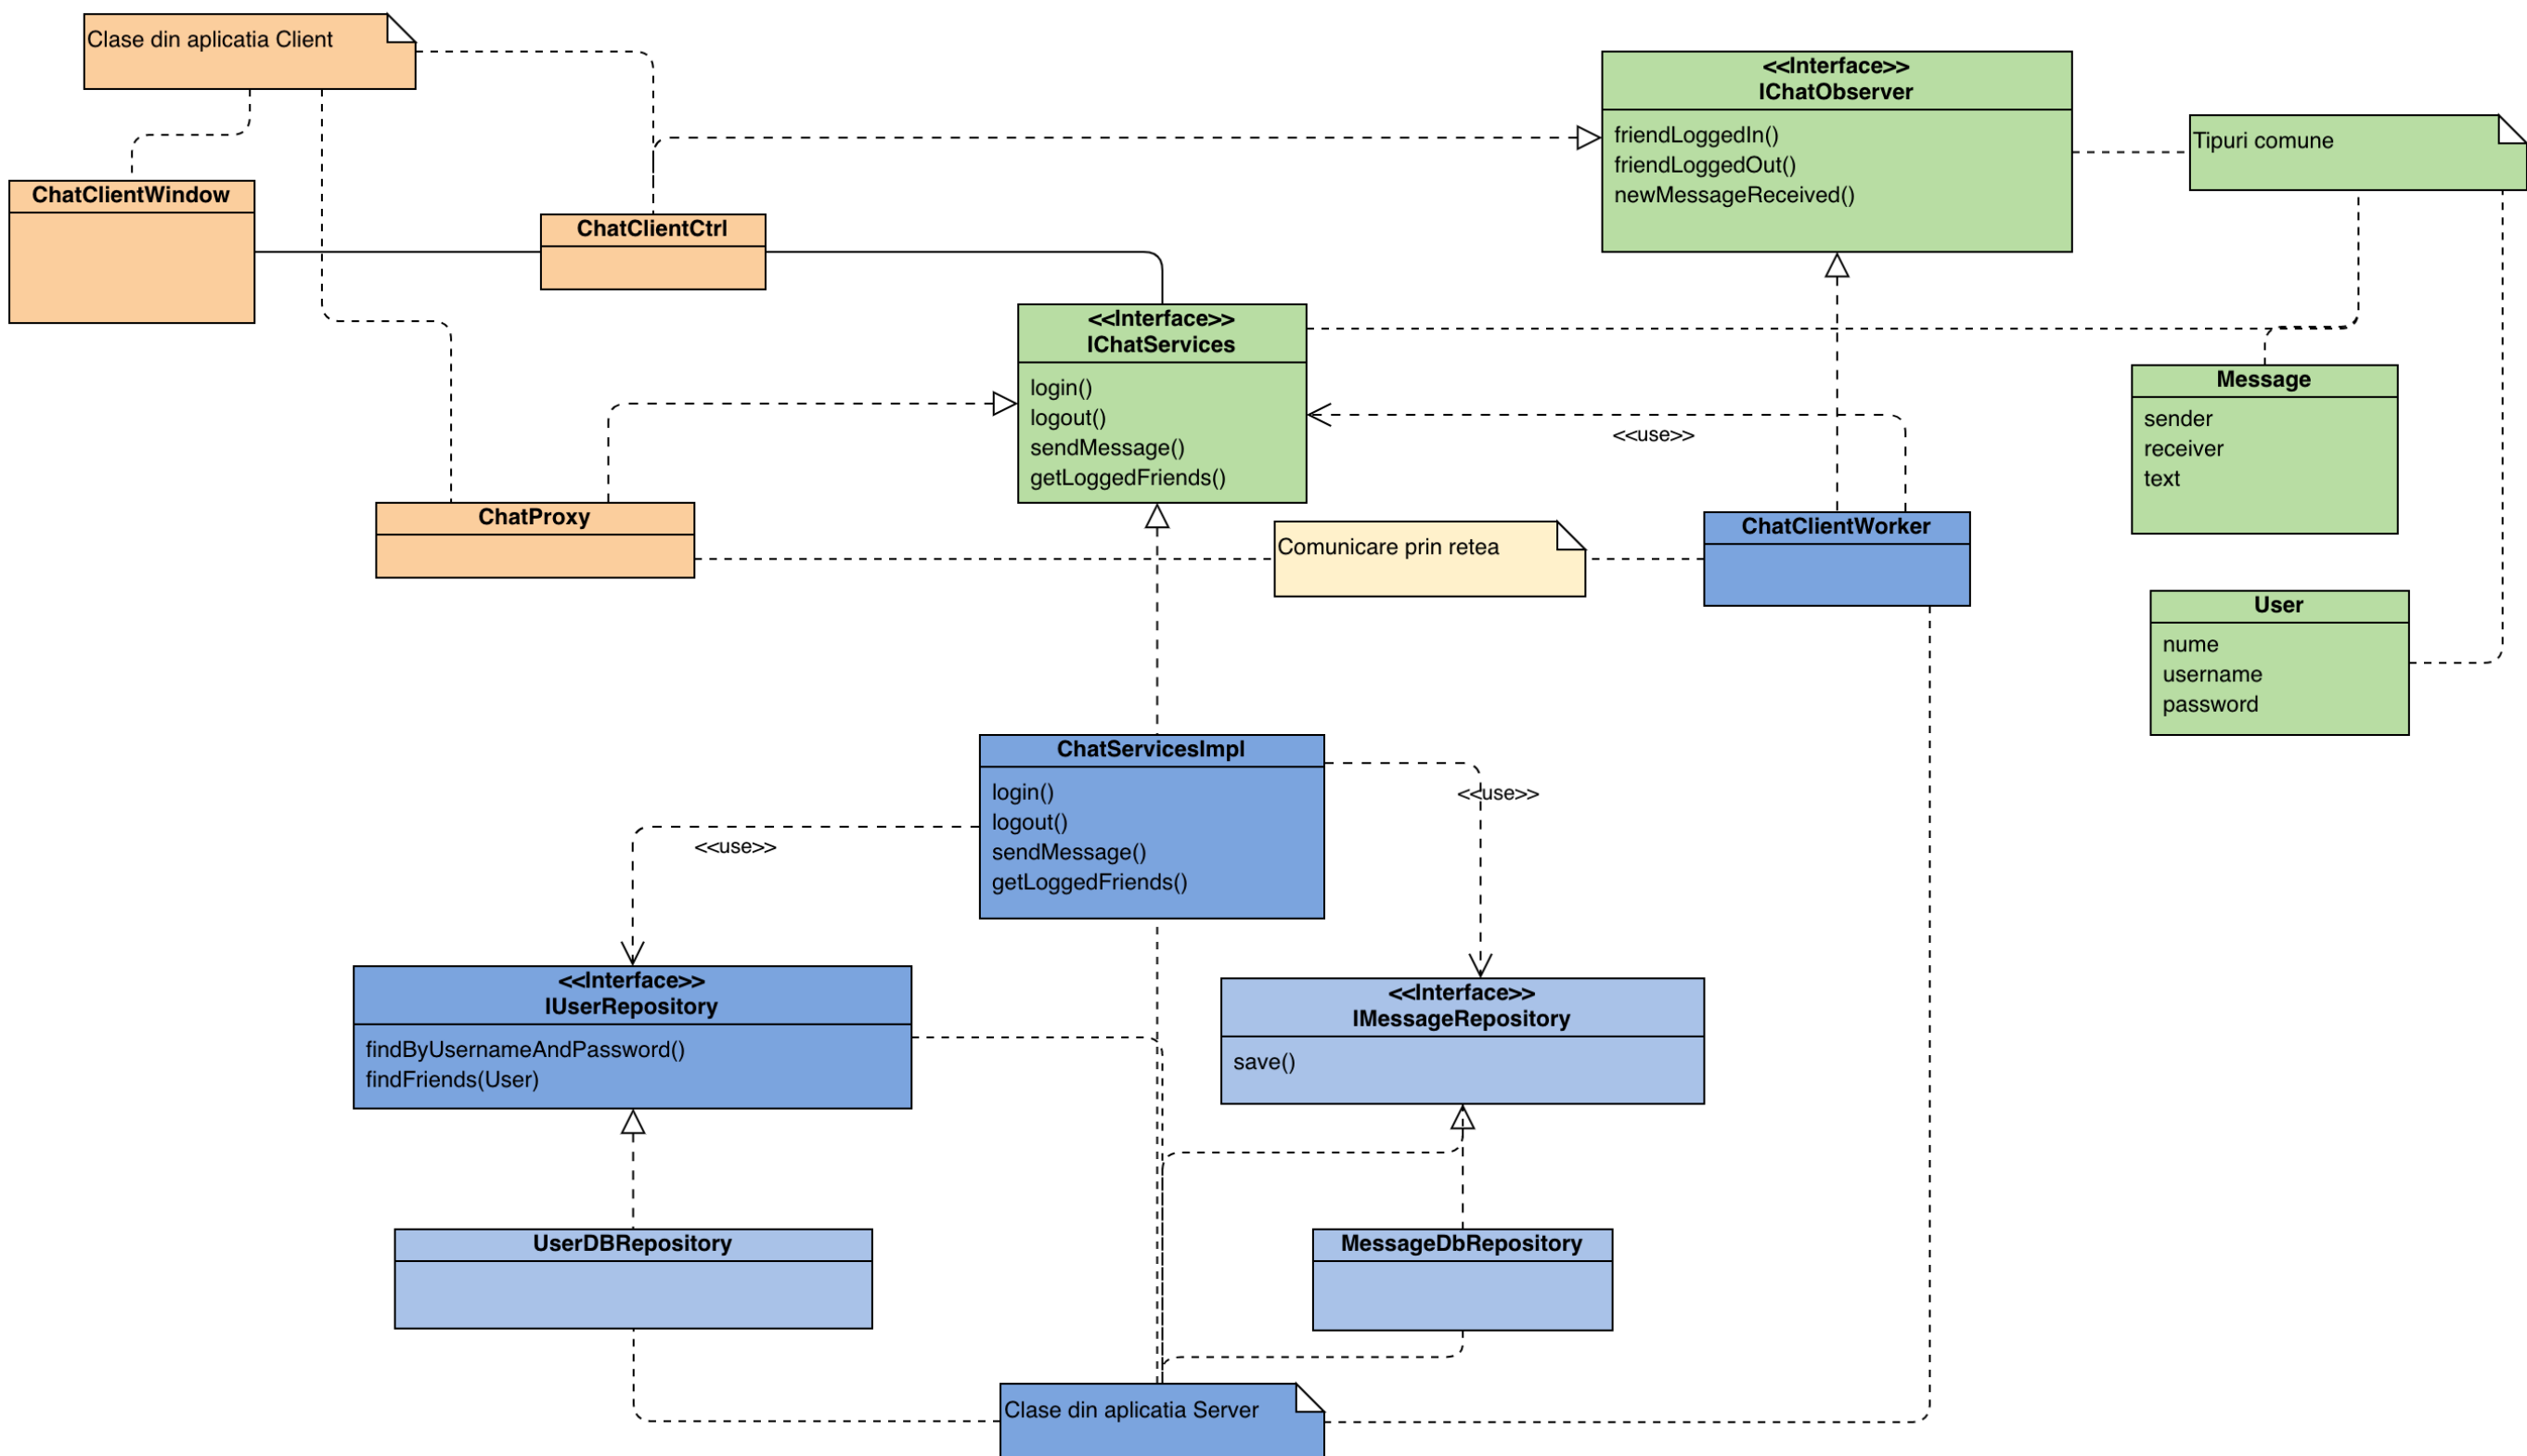 Clase din aplicatia Client
<<Interface>>
IChatObserver
friendLoggedIn()
friendLoggedOut()
newMessageReceived()
Tipuri comune
ChatClientWindow
ChatClientCtrl
<<Interface>>
IChatServices
login()
logout()
sendMessage()
getLoggedFriends()
<<use>>
Message
sender
receiver
text
ChatProxy
Comunicare prin retea
ChatClientWorker
User
nume
username
password
ChatServicesImpl
login()
logout()
sendMessage()
getLoggedFriends()
<<use>>
<<use>>
<<Interface>>
IUserRepository
findByUsernameAndPassword()
findFriends(User)
<<Interface>>
IMessageRepository
save()
UserDBRepository
MessageDbRepository
Clase din aplicatia Server